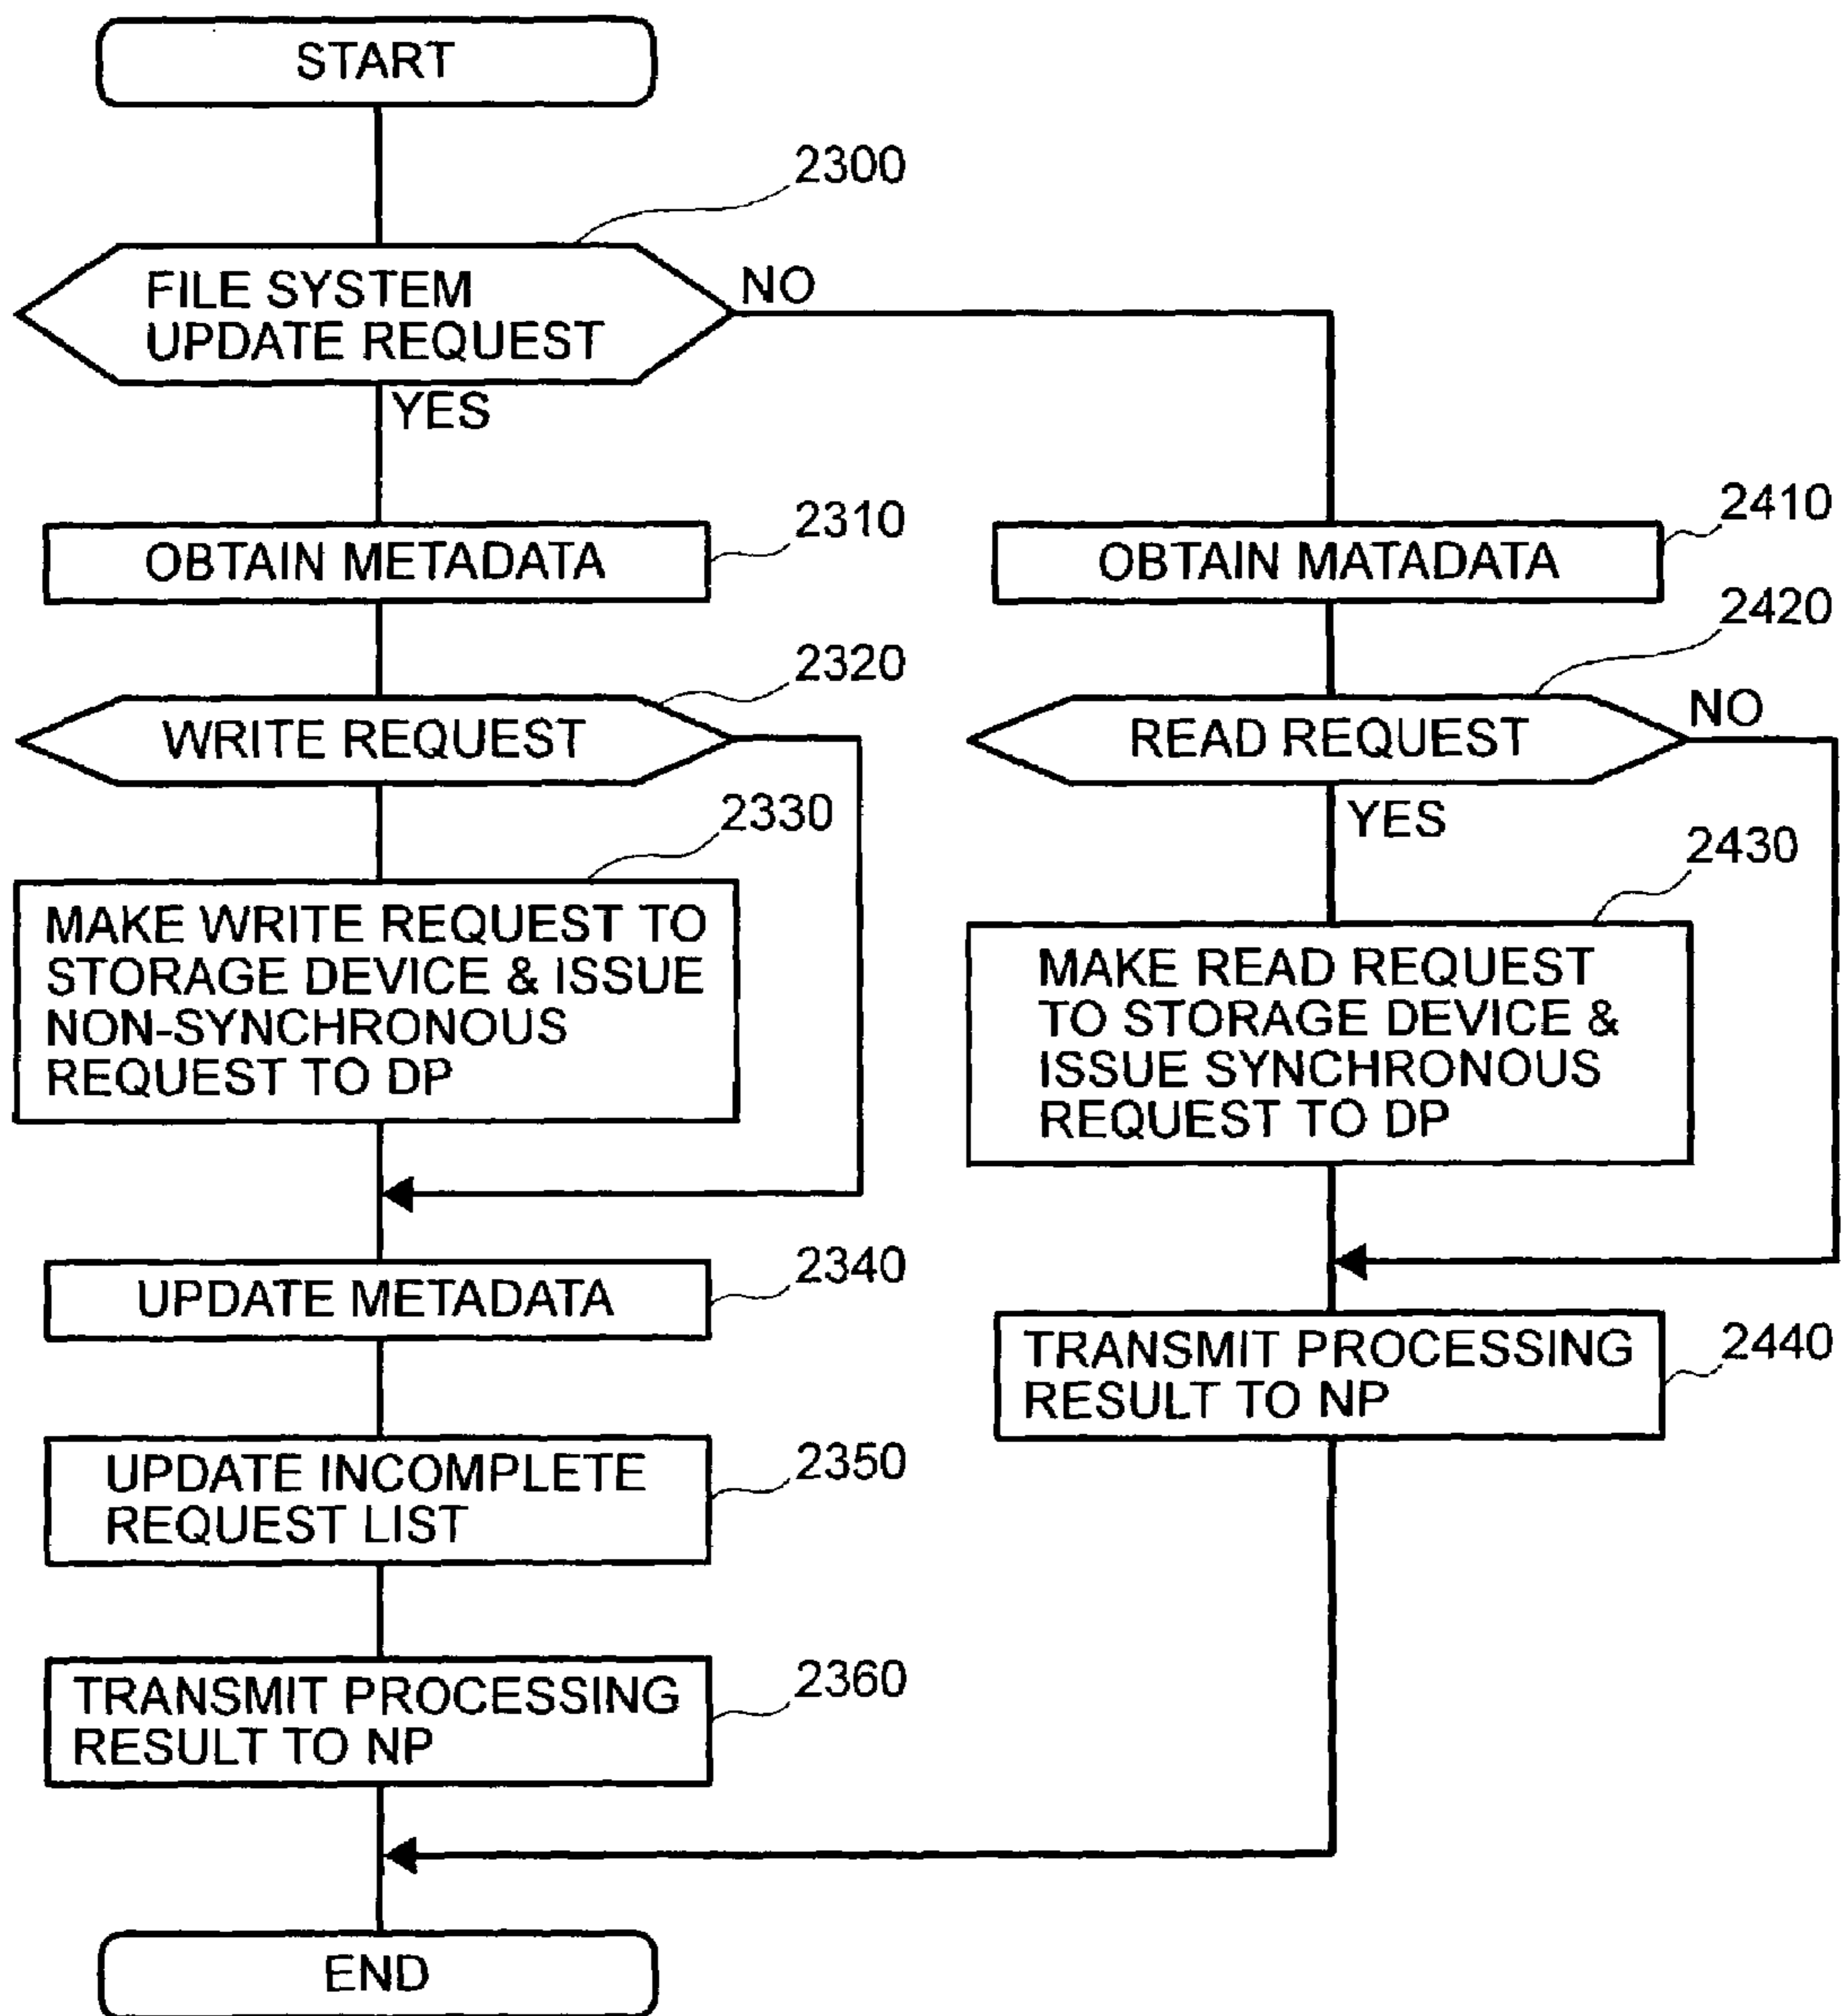 START
2300
FILE SYSTEM
UPDATE REQUEST
NO
YES
2310
OBTAIN METADATA
2320
WRITE REQUEST
2330
MAKE WRITE REQUEST TO
STORAGE DEVICE & ISSUE
NON-SYNCHRONOUS
REQUEST TO DP
2340
UPDATE METADATA
2350
UPDATE INCOMPLETE
REQUEST LIST
2360
TRANSMIT PROCESSING
RESULT TO NP
2410
OBTAIN MATADATA
2420
READ REQUEST
NO
YES
2430
MAKE READ REQUEST
TO STORAGE DEVICE &
ISSUE SYNCHRONOUS
REQUEST TO DP
2440
TRANSMIT PROCESSING
RESULT TO NP
END